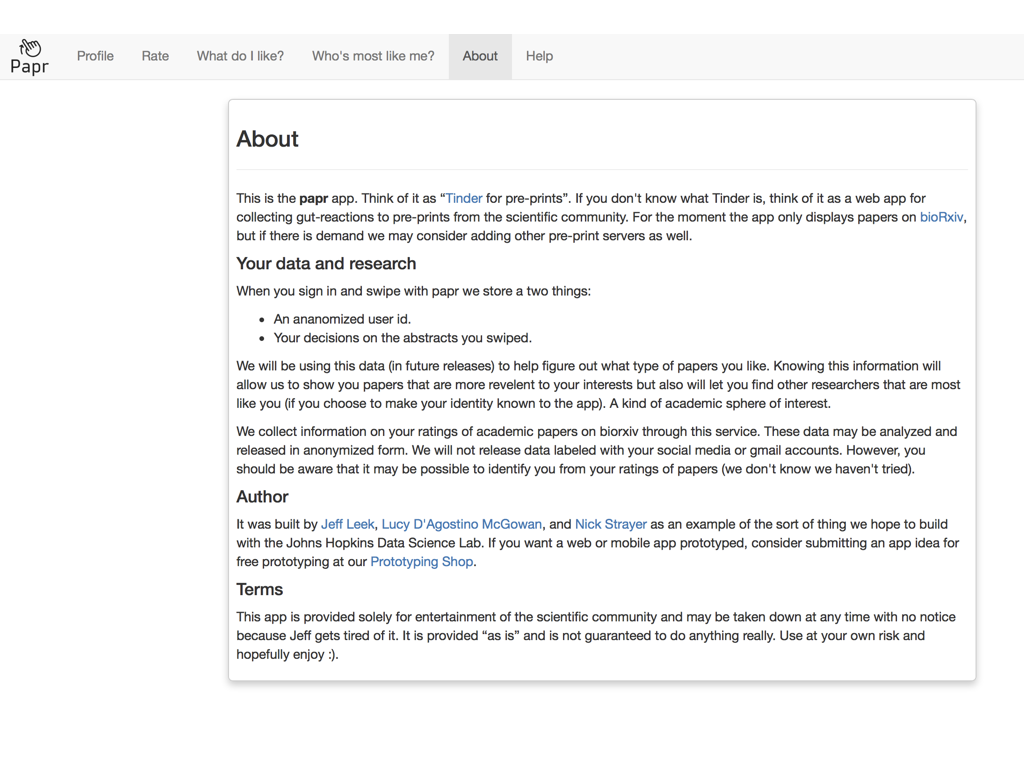 Papr
Profile
Rate
What do I like?
Who's most like me?
About
Help
About
This is the papr app. Think of it as “Tinder for pre-prints”. If you don't know what Tinder is, think of it as a web app for
collecting gut-reactions to pre-prints from the scientific community. For the moment the app only displays papers on bioRxiv,
but if there is demand we may consider adding other pre-print servers as well.
Your data and research
When you sign in and swipe with papr we store a two things:
• An ananomized user id.
• Your decisions on the abstracts you swiped.
We will be using this data (in future releases) to help figure out what type of papers you like. Knowing this information will
allow us to show you papers that are more revelent to your interests but also will let you find other researchers that are most
like you (if you choose to make your identity known to the app). A kind of academic sphere of interest.
We collect information on your ratings of academic papers on biorxiv through this service. These data may be analyzed and
released in anonymized form. We will not release data labeled with your social media or gmail accounts. However, you
should be aware that it may be possible to identify you from your ratings of papers (we don't know we haven't tried).
Author
It was built by Jeff Leek, Lucy D'Agostino McGowan, and Nick Strayer as an example of the sort of thing we hope to build
with the Johns Hopkins Data Science Lab. If you want a web or mobile app prototyped, consider submitting an app idea for
free prototyping at our Prototyping Shop.
Terms
This app is provided solely for entertainment of the scientific community and may be taken down at any time with no notice
because Jeff gets tired of it. It is provided “as is” and is not guaranteed to do anything really. Use at your own risk and
hopefully enjoy :).